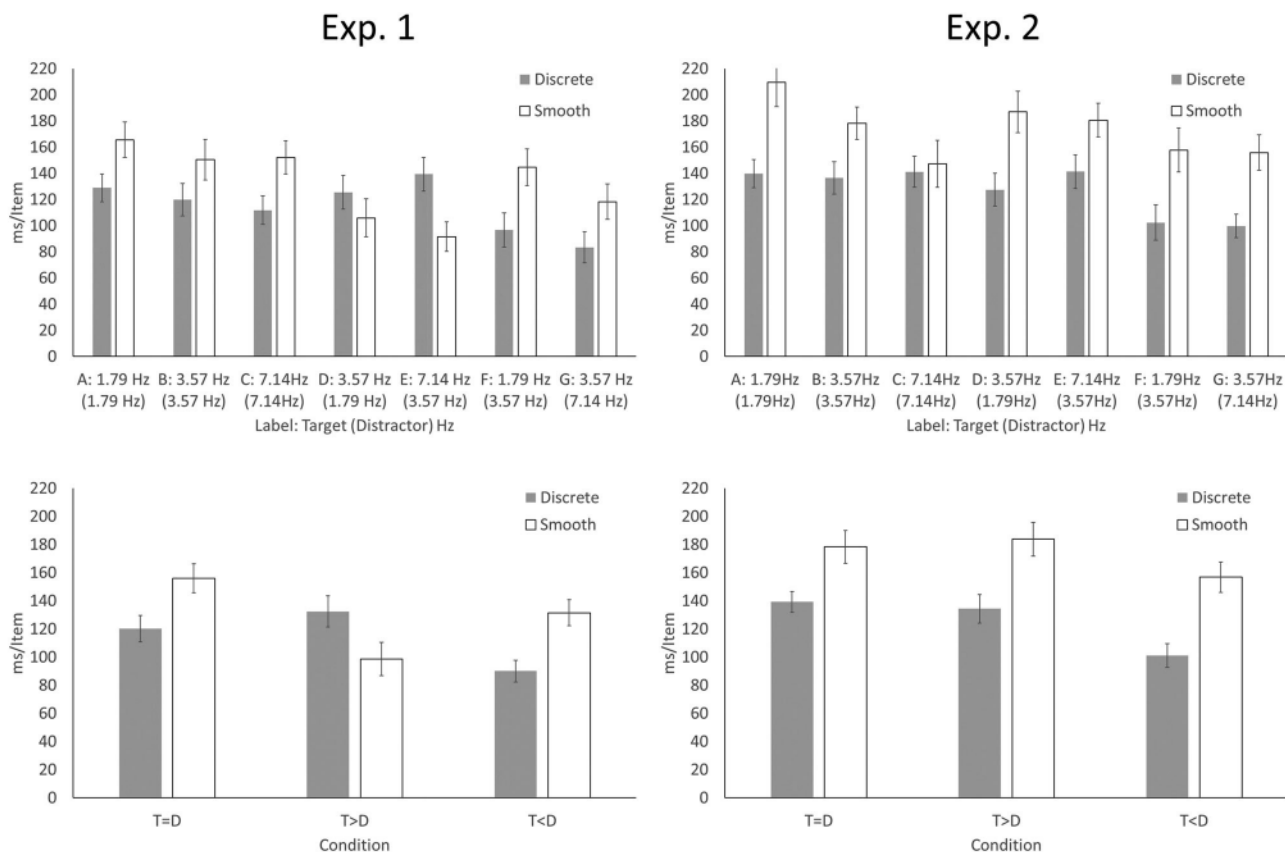 Exp. 1
220
200
180
160
140
120
100
80
60
40
20
0
ms/Item
Discrete
Smooth
A: 1.79 Hz B: 3.57 Hz C: 7.14Hz D: 3.57 Hz E: 7.14 Hz F: 1.79 Hz G: 3.57 Hz
(1.79 Hz) (3.57 Hz) (7.14Hz) (1.79 Hz) (3.57 Hz) (3.57 Hz) (7.14 Hz)
Label: Target (Distractor) Hz
Exp. 2
220
200
180
160
140
120
100
80
60
40
20
0
ms/Item
Discrete
Smooth
A: 1.79Hz B: 3.57Hz C: 7.14Hz D: 3.57Hz E: 7.14Hz F: 1.79Hz G: 3.57Hz
(1.79Hz) (3.57Hz) (7.14Hz) (1.79Hz) (3.57Hz) (3.57Hz) (7.14Hz)
Label: Target (Distractor) Hz
220
200
180
160
140
120
100
80
60
40
20
0
ms/Item
Discrete
Smooth
T=D T>D T<D
Condition
220
200
180
160
140
120
100
80
60
40
20
0
ms/Item
Discrete
Smooth
T=D T>D T<D
Condition